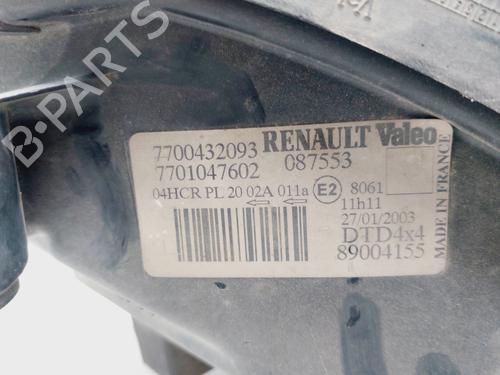 7700432093 RENAULT Valeo
7701047602 087553
04HCR PL 20 02A 011a E2 8061
11h11
27/01/2003
DTD4x4
89004155
MADE IN FRANCE
B-PARTS